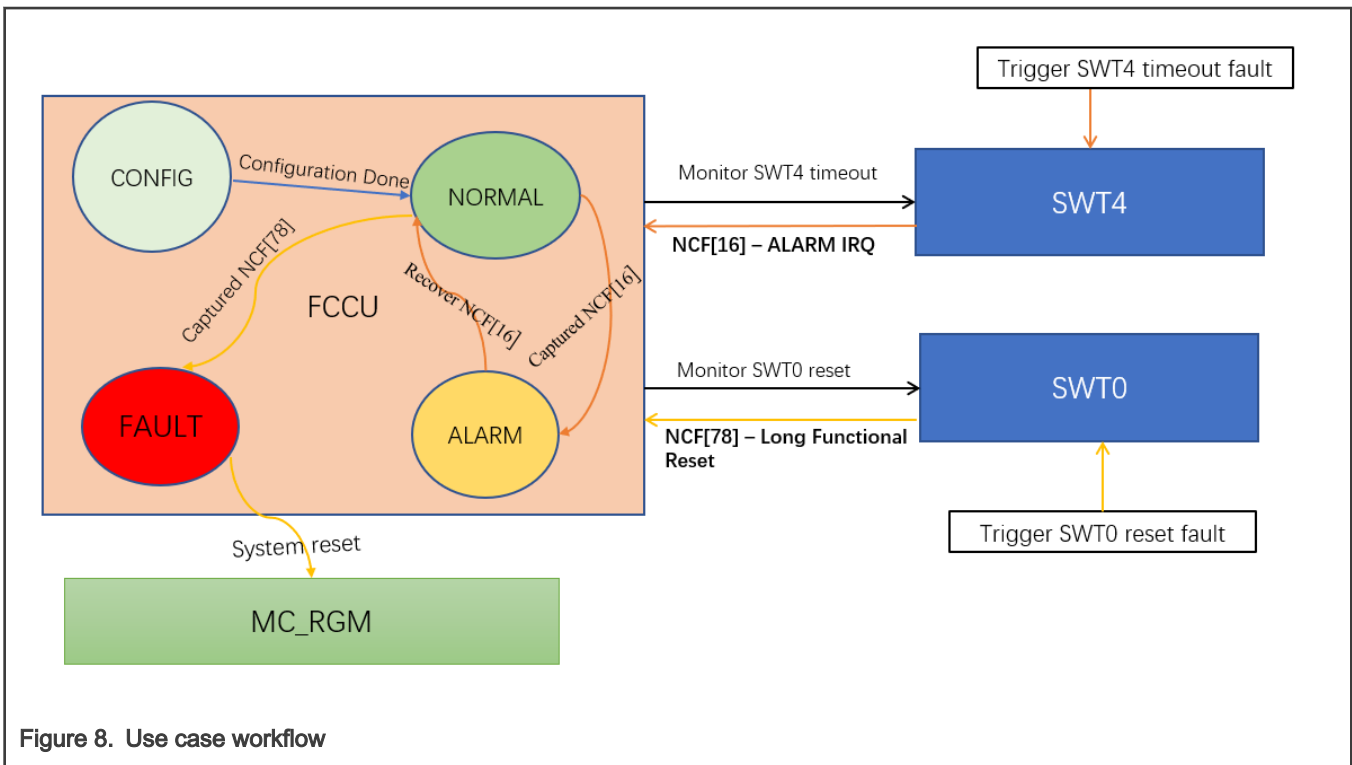 Trigger SWT4 timeout fault
CONFIG
Configuration Done
NORMAL
Monitor SWT4 timeout
SWT4
NCF[16] – ALARM IRQ
Captured NCF[78]
FCCU
Recover NCF[16]
Captured NCF[16]
Monitor SWT0 reset
SWT0
FAULT
ALARM
NCF[78] – Long Functional
Reset
Trigger SWT0 reset fault
System reset
MC_RGM
Figure 8. Use case workflow